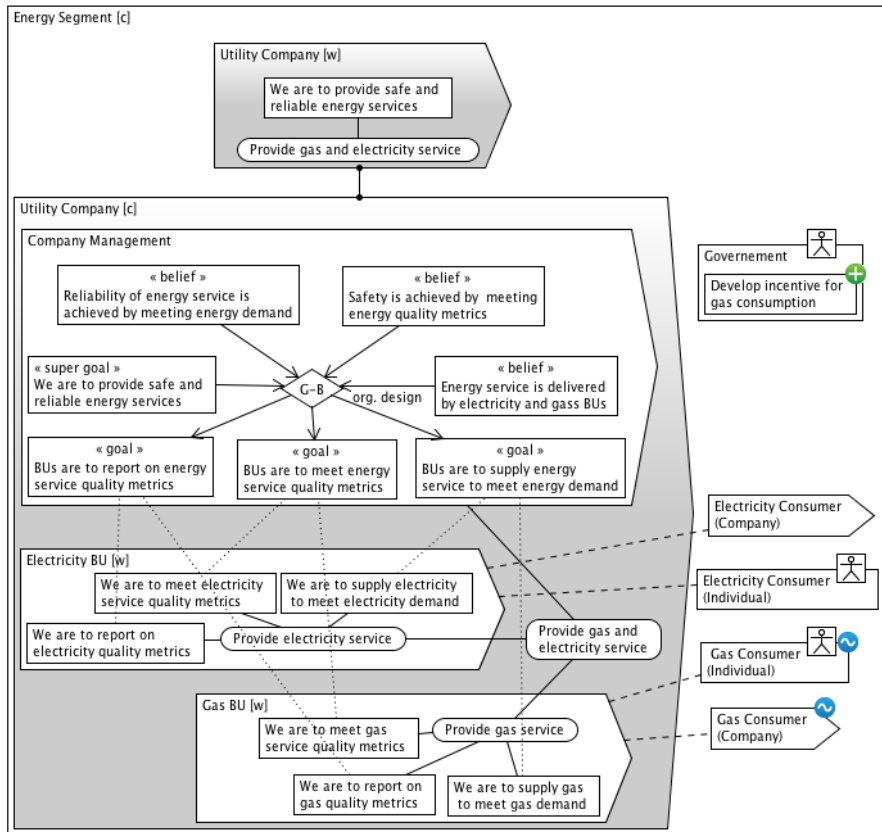 Energy Segment [c]
Utility Company [w]
We are to provide safe and
reliable energy services
Provide gas and electricity service
Utility Company [c]
Company Management
« belief »
Reliability of energy service is
achieved by meeting energy demand
« belief »
Safety is achieved by  meeting
energy quality metrics
« super goal »
We are to provide safe and
reliable energy services
G-B
org. design
« belief »
Energy service is delivered
by electricity and gass BUs
« goal »
BUs are to report on energy
service quality metrics
« goal »
BUs are to meet energy
service quality metrics
« goal »
BUs are to supply energy
service to meet energy demand
Governement
Develop incentive for
gas consumption
Electricity BU [w]
We are to meet electricity
service quality metrics
We are to supply electricity
to meet electricity demand
We are to report on
electricity quality metrics
Provide electricity service
Provide gas and
electricity service
Gas BU [w]
We are to meet gas
service quality metrics
Provide gas service
We are to report on
gas quality metrics
We are to supply gas
to meet gas demand
Electricity Consumer
(Company)
Electricity Consumer
(Individual)
Gas Consumer
(Individual)
Gas Consumer
(Company)